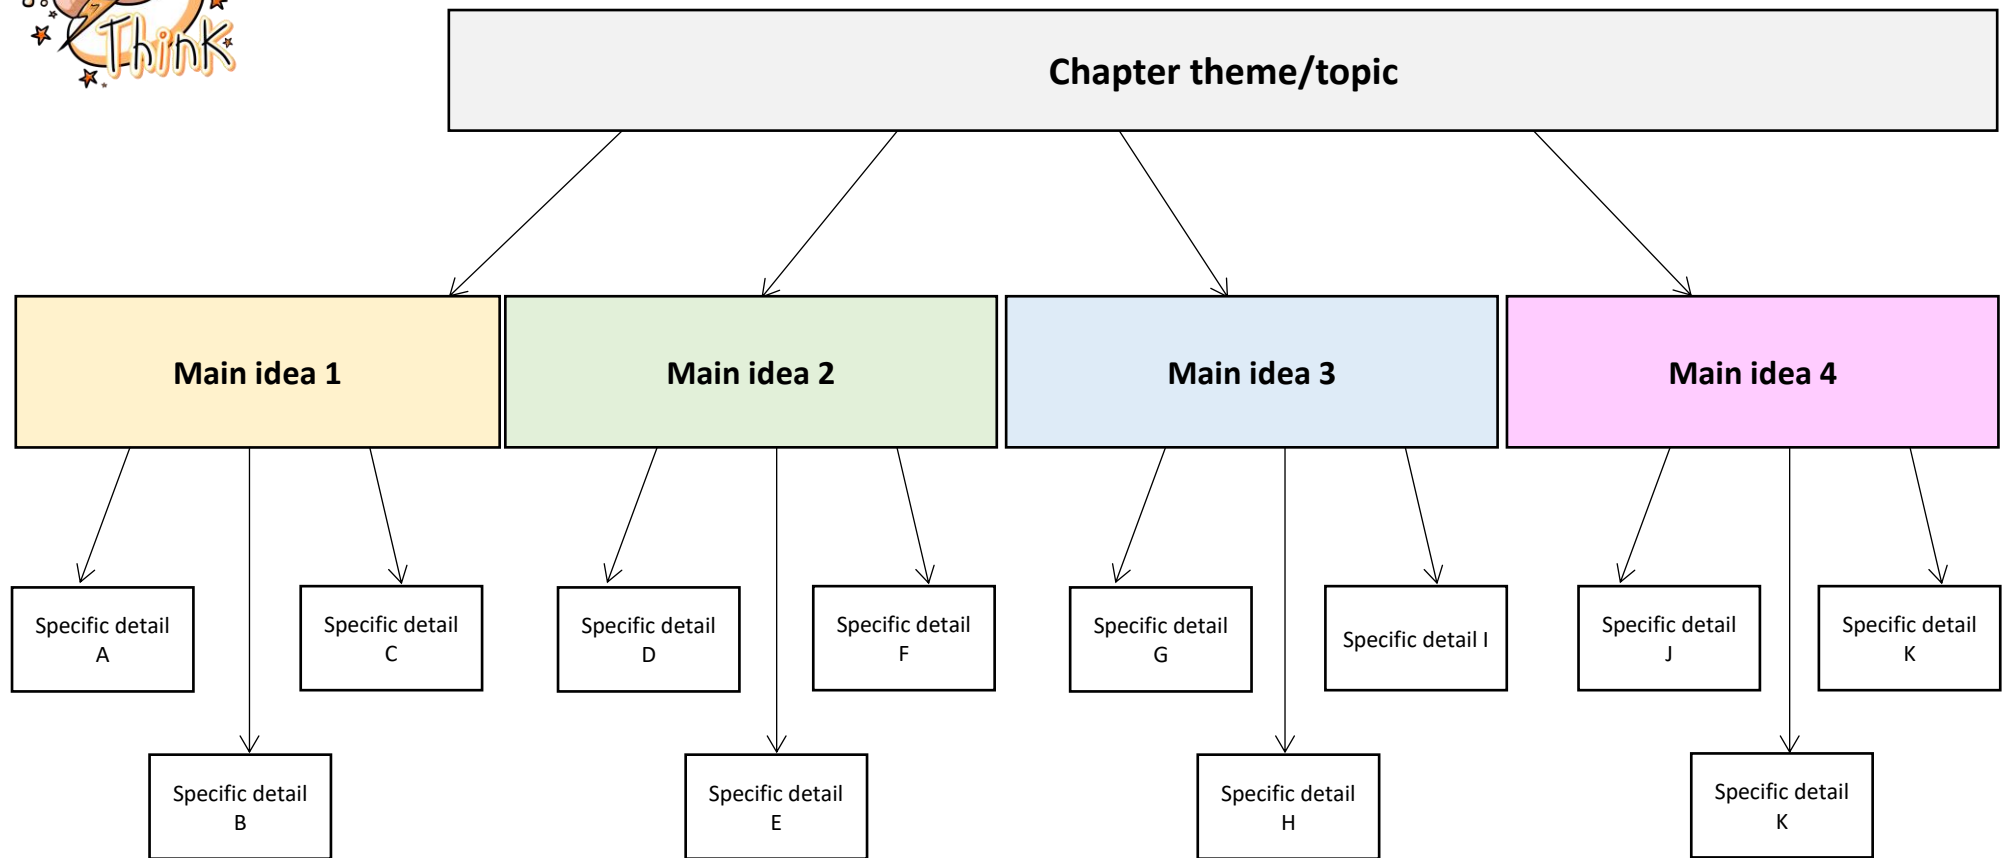 Think
Chapter theme/topic
Main idea 1
Main idea 2
Main idea 3
Main idea 4
Specific detail
A
Specific detail
C
Specific detail
D
Specific detail
F
Specific detail
G
Specific detail I
Specific detail
J
Specific detail
K
Specific detail
B
Specific detail
E
Specific detail
H
Specific detail
K